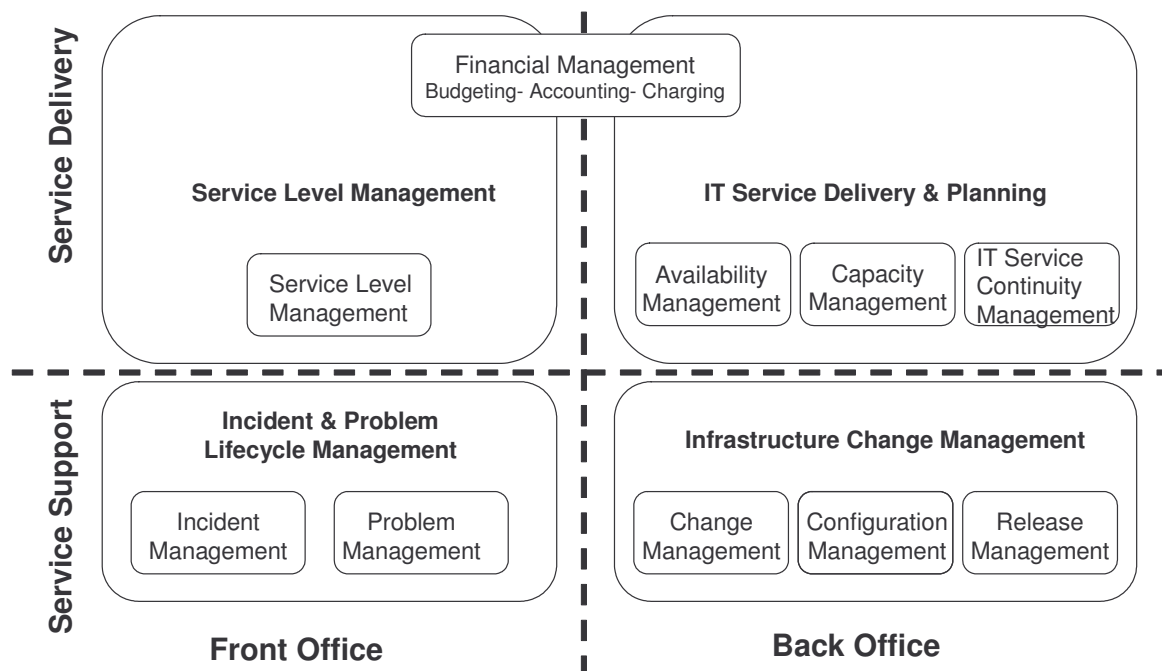 Service Delivery
Financial Management
Budgeting- Accounting- Charging
Service Level Management
Service Level
Management
IT Service Delivery & Planning
Availability
Management
Capacity
Management
IT Service
Continuity
Management
Service Support
Incident & Problem
Lifecycle Management
Incident
Management
Problem
Management
Infrastructure Change Management
Change
Management
Configuration
Management
Release
Management
Front Office
Back Office